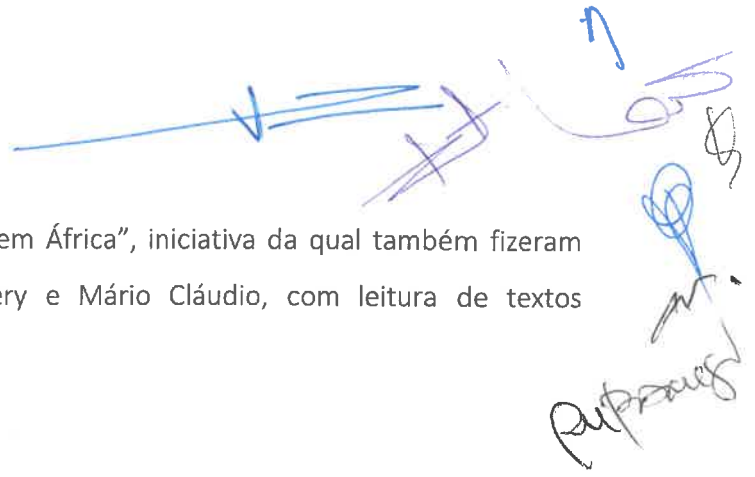 em África”, iniciativa da qual também fizeram
ery e Mário Cláudio, com leitura de textos